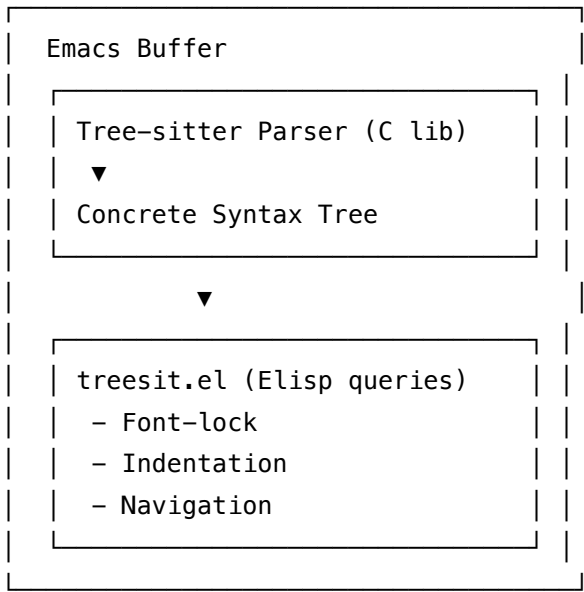 Emacs Buffer
Tree-sitter Parser (C lib)
▼
Concrete Syntax Tree
▼
treesit.el (Elisp queries)
- Font-lock
- Indentation
- Navigation